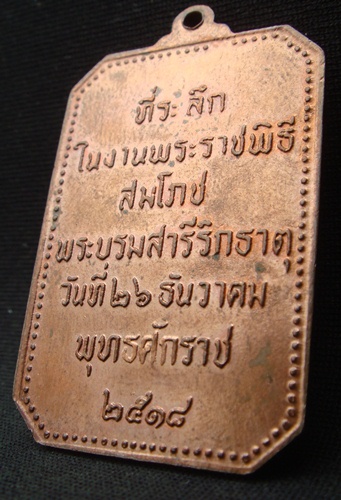 ที่ระลึก
ในงานพระราชพิธี
สมโภช
พระบรมสารีริกธาตุ
วันที่ ๒๖ ธันวาคม
พุทธศักราช
๒๕๑๘